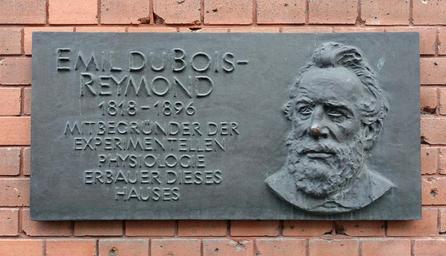 EMIL DU BOIS-
REYMOND
1818-1896
MITBEGRÜNDER DER
EXPERIMENTELLEN
PHYSIOLOGIE
ERBAUER DIESES
HAUSES